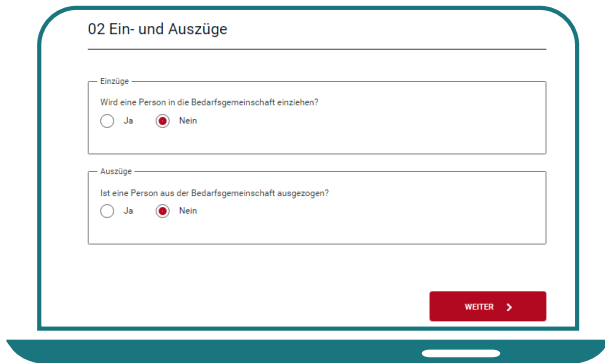 02 Ein- und Auszüge
Einzüge
Wird eine Person in die Bedarfsgemeinschaft einziehen?
Ja Nein
Auszüge
Ist eine Person aus der Bedarfsgemeinschaft ausgezogen?
Ja Nein
WEITER